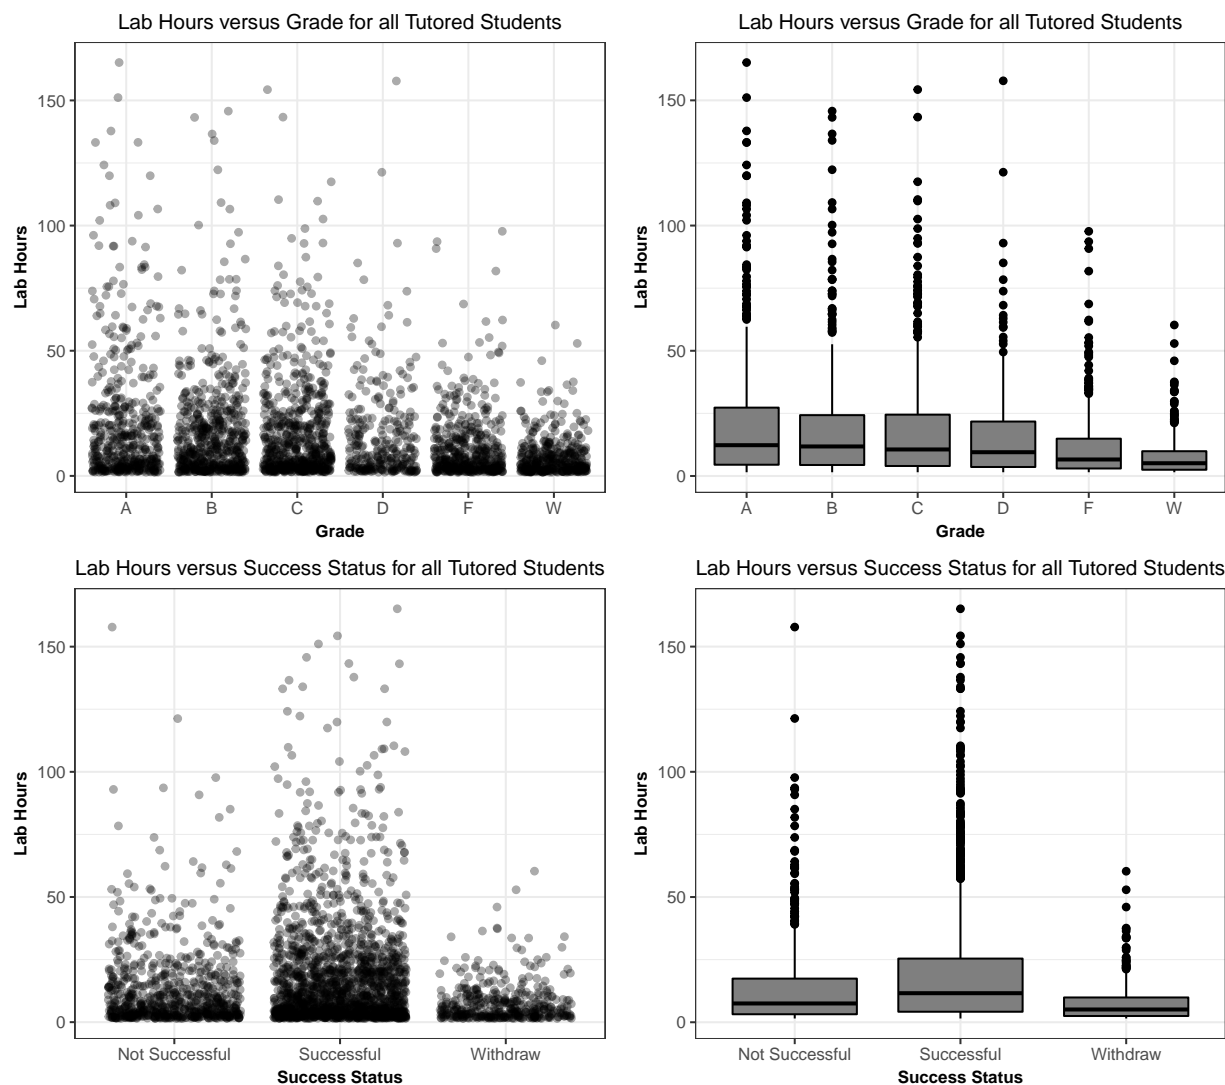 Lab Hours versus Grade for all Tutored Students
Lab Hours
150
100
50
0
A B C D F W
Grade
Lab Hours versus Grade for all Tutored Students
Lab Hours
150
100
50
0
A B C D F W
Grade
Lab Hours versus Success Status for all Tutored Students
Lab Hours
150
100
50
0
Not Successful Successful Withdraw
Success Status
Lab Hours versus Success Status for all Tutored Students
Lab Hours
150
100
50
0
Not Successful Successful Withdraw
Success Status